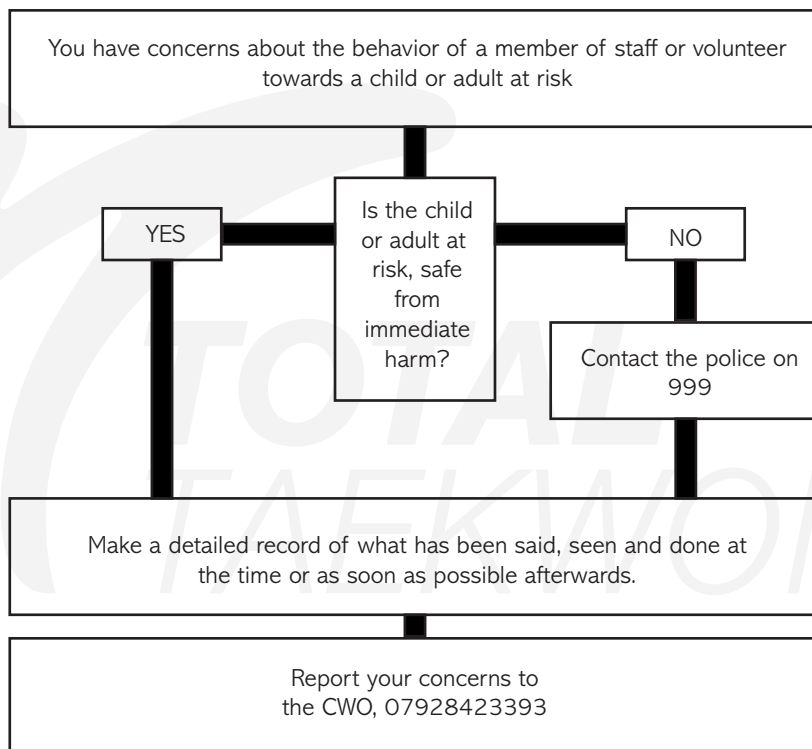 You have concerns about the behavior of a member of staff or volunteer
towards a child or adult at risk
Is the child
or adult at
risk, safe
from
immediate
harm?
YES
NO
Contact the police on
999
TOTAL
TAEKWON
Make a detailed record of what has been said, seen and done at
the time or as soon as possible afterwards.
Report your concerns to
the CWO, 07928423393